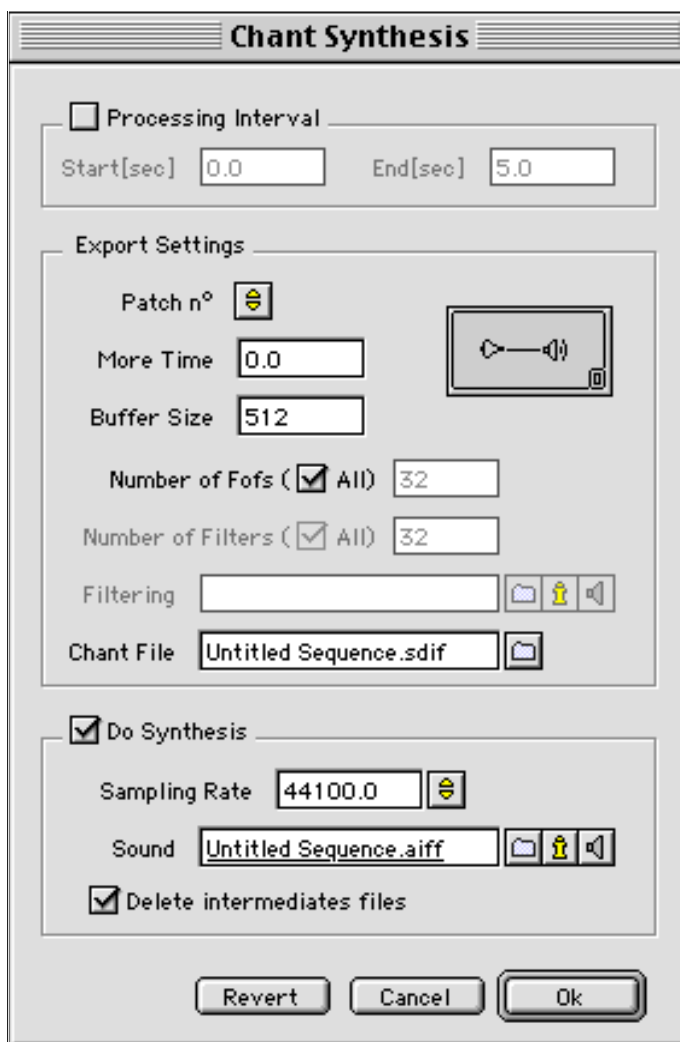 Chant Synthesis
Processing Interval
Start[sec] 0.0 End[sec] 5.0
Export Settings
Patch nº
More Time 0.0
Buffer Size 512
Number of Fofs ( All) 32
Number of Filters ( All) 32
Filtering
Chant File Untitled Sequence.sdif
Do Synthesis
Sampling Rate 44100.0
Sound Untitled Sequence.aiff
Delete intermediates files
Revert Cancel Ok